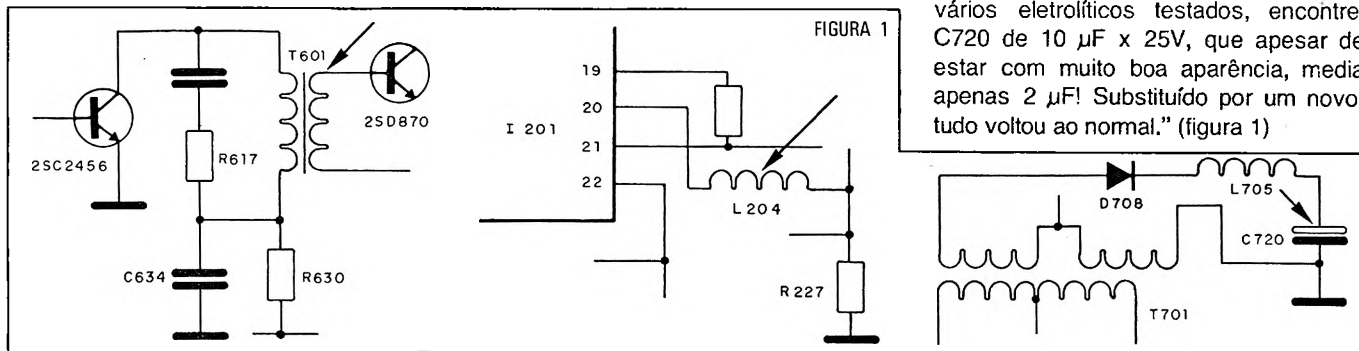 FIGURA 1
T601
2SD870
2SC2456
R617
C634
R630
I 201
19
20
21
22
L204
R227
vários eletrolíticos testados, encontre
C720 de 10 µF x 25V, que apesar de
estar com muito boa aparência, media
apenas 2 µF! Substituído por um novo
tudo voltou ao normal." (figura 1)
D708
L705
C720
T701